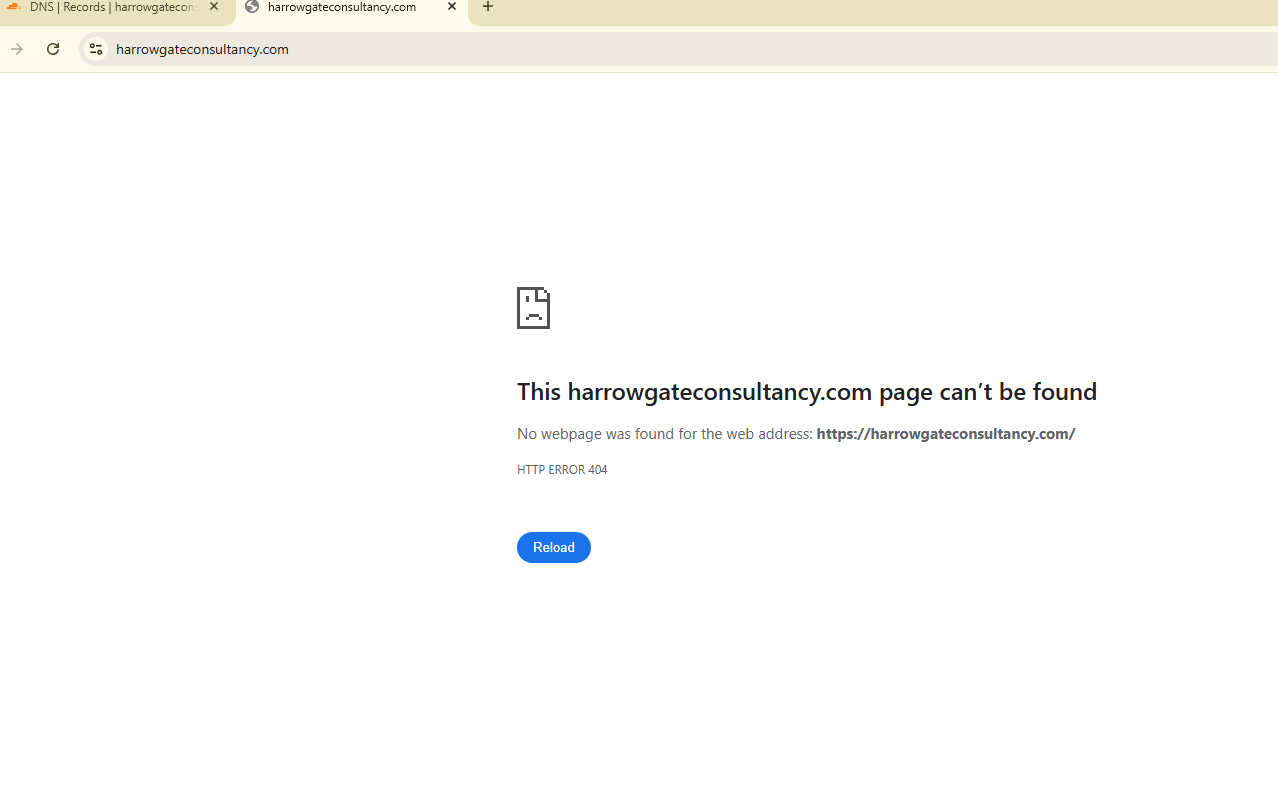 DNS | Records | harrowgatecons
harrowgateconsultancy.com
harrowgateconsultancy.com
This harrowgateconsultancy.com page can’t be found
No webpage was found for the web address: https://harrowgateconsultancy.com/
HTTP ERROR 404
Reload